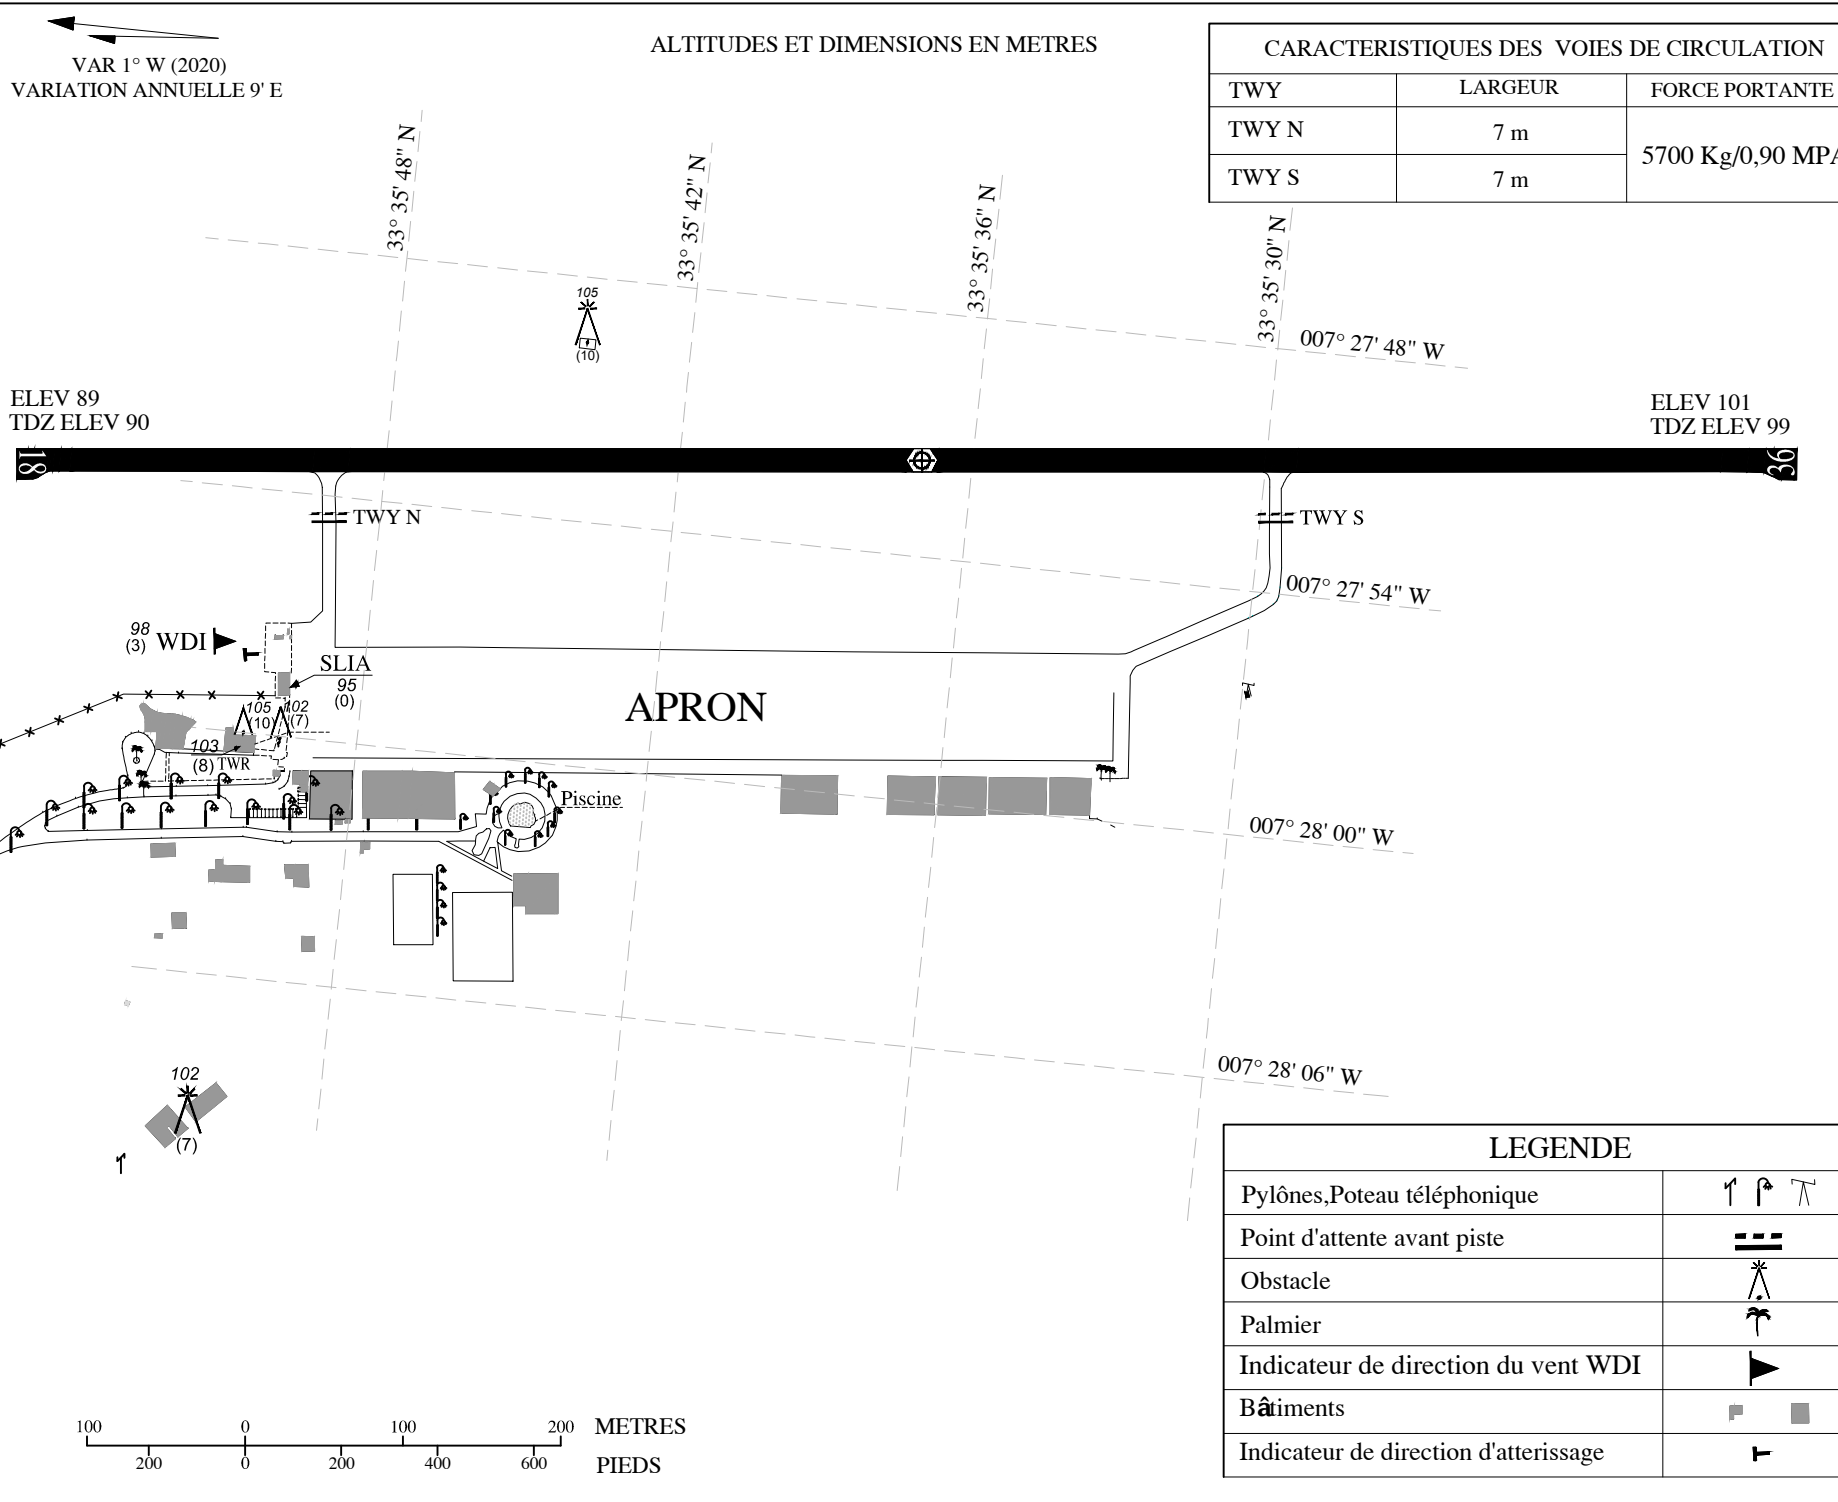 VAR 1° W (2020)
VARIATION ANNUELLE 9' E
ALTITUDES ET DIMENSIONS EN METRES
CARACTERISTIQUES DES VOIES DE CIRCULATION
TWY LARGEUR FORCE PORTANTE
TWY N 7 m
5700 Kg/0,90 MPA
TWY S 7 m
33° 35' 48" N
33° 35' 42" N
33° 35' 36" N
33° 35' 30" N
105
(10)
007° 27' 48" W
ELEV 89
TDZ ELEV 90
ELEV 101
TDZ ELEV 99
18
36
TWY N
TWY S
007° 27' 54" W
98
(3)
WDI
SLIA
95
(0)
APRON
105
(10)
102
(7)
103
(8) TWR
Piscine
007° 28' 00" W
007° 28' 06" W
102
(7)
LEGENDE
Pylônes,Poteau téléphonique
Point d'attente avant piste
Obstacle
Palmier
Indicateur de direction du vent WDI
Bâtiments
Indicateur de direction d'atterissage
100 0 100 200 METRES
200 0 200 400 600 PIEDS